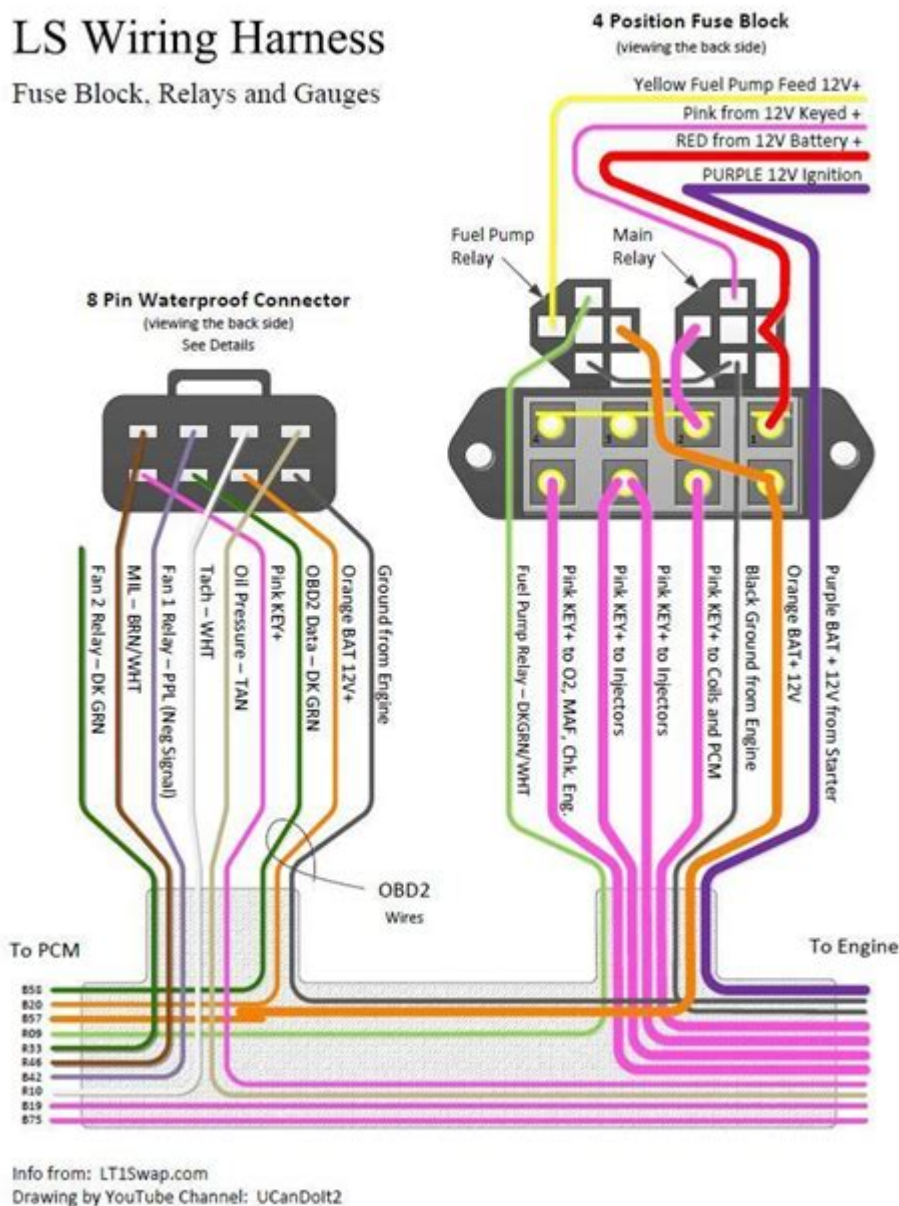 LS Wiring Harness
Fuse Block, Relays and Gauges
4 Position Fuse Block
(viewing the back side)
Yellow Fuel Pump Feed 12V+
Pink from 12V Keyed +
RED from 12V Battery +
PURPLE 12V Ignition
Fuel Pump
Relay
Main
Relay
8 Pin Waterproof Connector
(viewing the back side)
See Details
4
3
2
1
Fan 2 Relay – DK GRN
MIL – BRN/WHT
Fan 1 Relay – PPL (Neg Signal)
Tach – WHT
Oil Pressure – TAN
Pink KEY+
OBD2 Data – DK GRN
Orange BAT 12V+
Ground from Engine
Fuel Pump Relay – DKGRN/WHT
Pink KEY+ to O2, MAF, Chk. Eng.
Pink KEY+ to Injectors
Pink KEY+ to Injectors
Pink KEY+ to Coils and PCM
Black Ground from Engine
Orange BAT+ 12V
Purple BAT + 12V from Starter
OBD2
Wires
To PCM
To Engine
B58
B20
B57
R09
R33
R46
B42
R10
B19
B75
Info from: LT1Swap.com
Drawing by YouTube Channel: UCanDoIt2